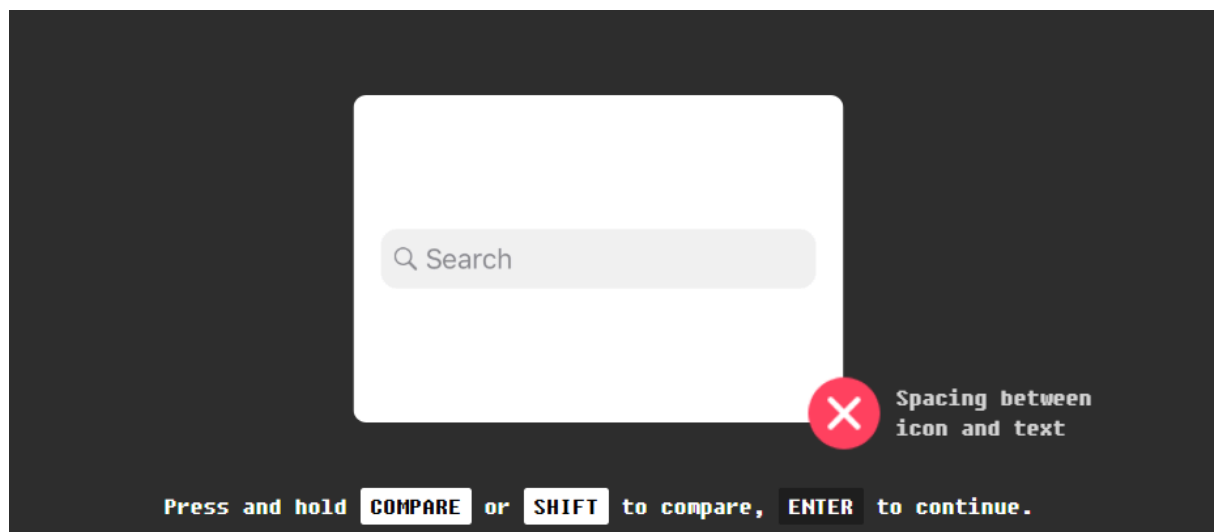 Search
Spacing between
icon and text
Press and hold COMPARE or SHIFT to compare, ENTER to continue.